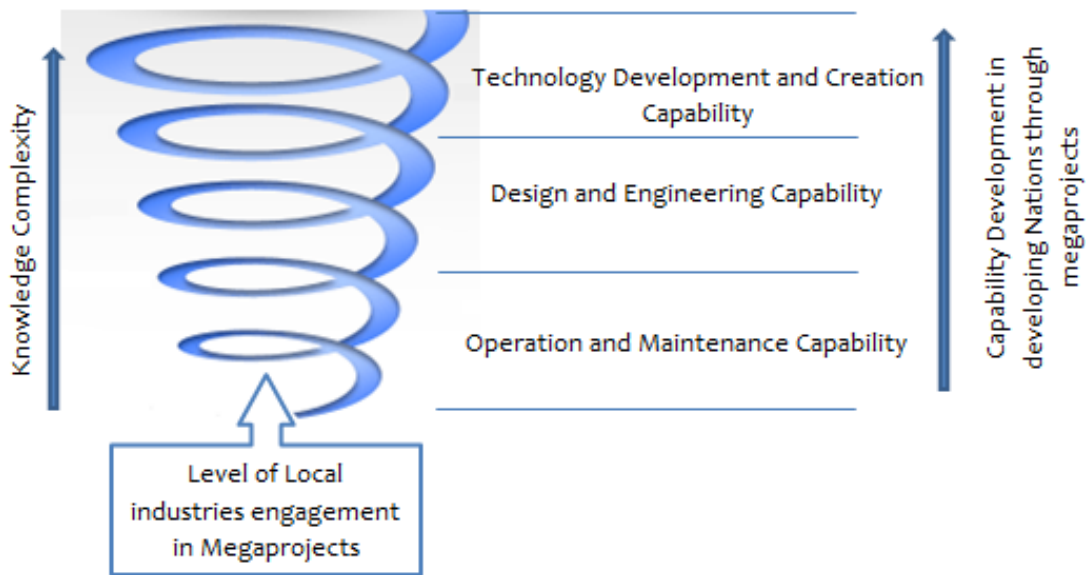 Knowledge Complexity
Technology Development and Creation
Capability
Design and Engineering Capability
Operation and Maintenance Capability
Level of Local
industries engagement
in Megaprojects
Capability Development in
developing Nations through
megaprojects